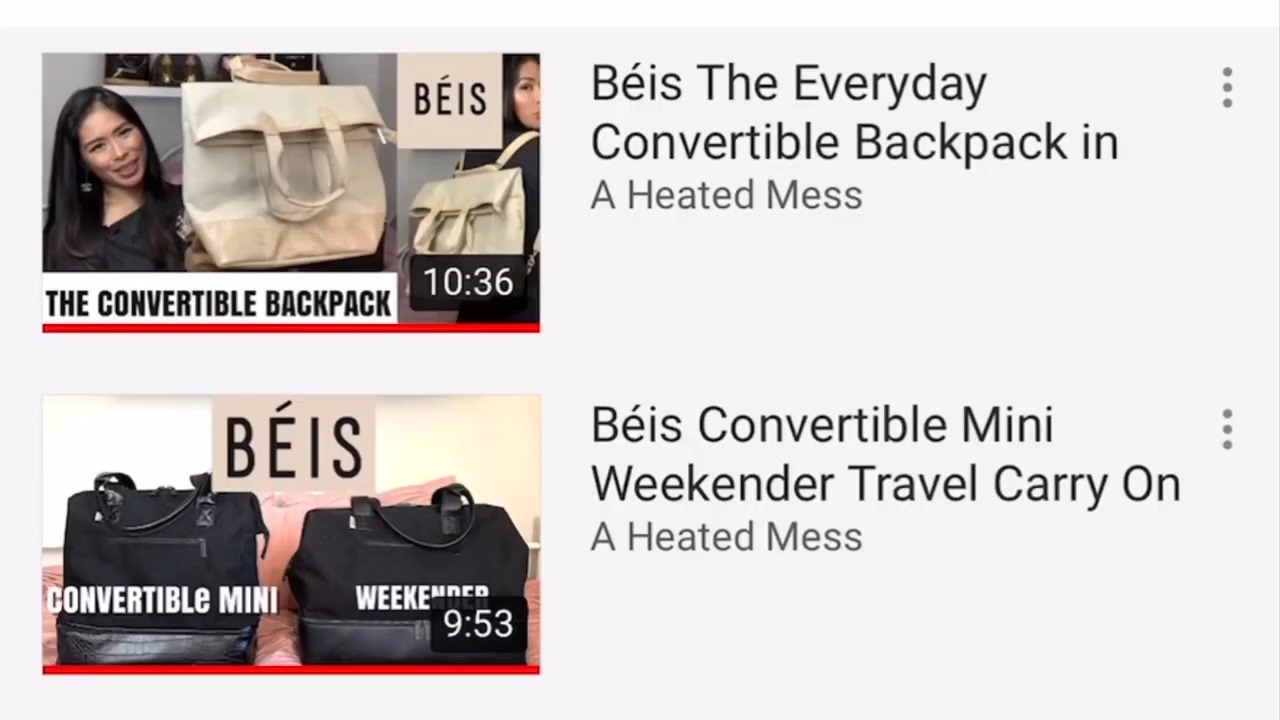 BÉIS
THE CONVERTIBLE BACKPACK
10:36
Béis The Everyday
Convertible Backpack in
A Heated Mess
BÉIS
CONVERTIBLe MINI
WEEKENDER
9:53
Béis Convertible Mini
Weekender Travel Carry On
A Heated Mess